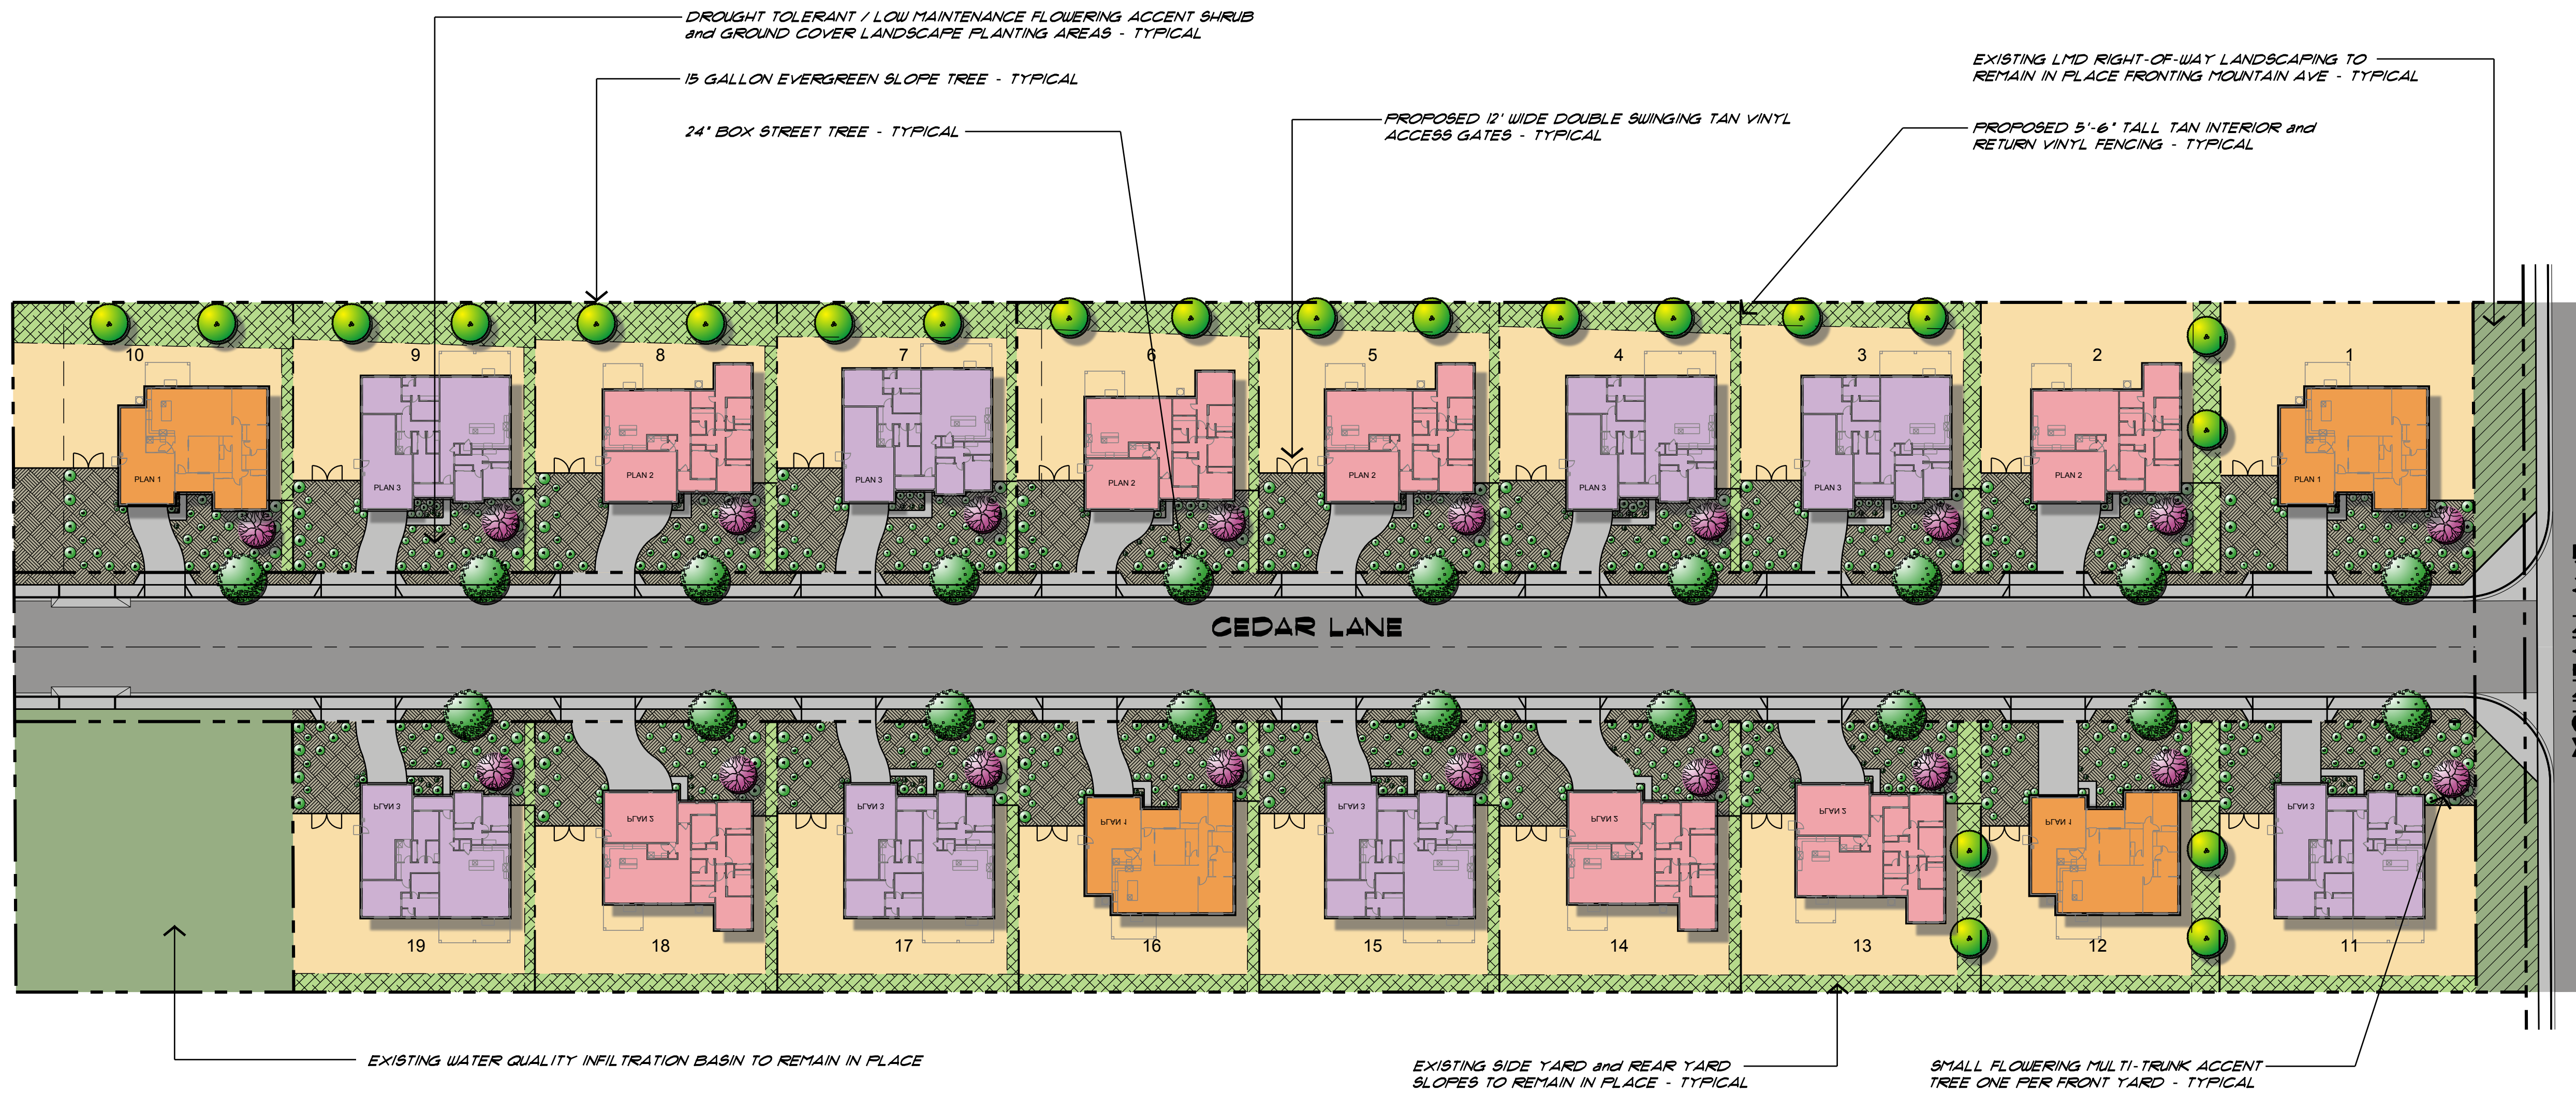 DROUGHT TOLERANT / LOW MAINTENANCE FLOWERING ACCENT SHRUB
and GROUND COVER LANDSCAPE PLANTING AREAS - TYPICAL
15 GALLON EVERGREEN SLOPE TREE - TYPICAL
24" BOX STREET TREE - TYPICAL
PROPOSED 12' WIDE DOUBLE SWINGING TAN VINYL
ACCESS GATES - TYPICAL
EXISTING LMD RIGHT-OF-WAY LANDSCAPING TO
REMAIN IN PLACE FRONTING MOUNTAIN AVE - TYPICAL
PROPOSED 5'-6" TALL TAN INTERIOR and
RETURN VINYL FENCING - TYPICAL
10
9
8
7
6
5
4
3
2
1
PLAN 1
PLAN 3
PLAN 2
PLAN 3
PLAN 2
PLAN 2
PLAN 3
PLAN 3
PLAN 2
PLAN 1
CEDAR LANE
PLAN 3
PLAN 2
PLAN 3
PLAN 1
PLAN 3
PLAN 2
PLAN 2
PLAN 1
PLAN 3
19
18
17
16
15
14
13
12
11
EXISTING WATER QUALITY INFILTRATION BASIN TO REMAIN IN PLACE
EXISTING SIDE YARD and REAR YARD
SLOPES TO REMAIN IN PLACE - TYPICAL
SMALL FLOWERING MULTI-TRUNK ACCENT
TREE ONE PER FRONT YARD - TYPICAL